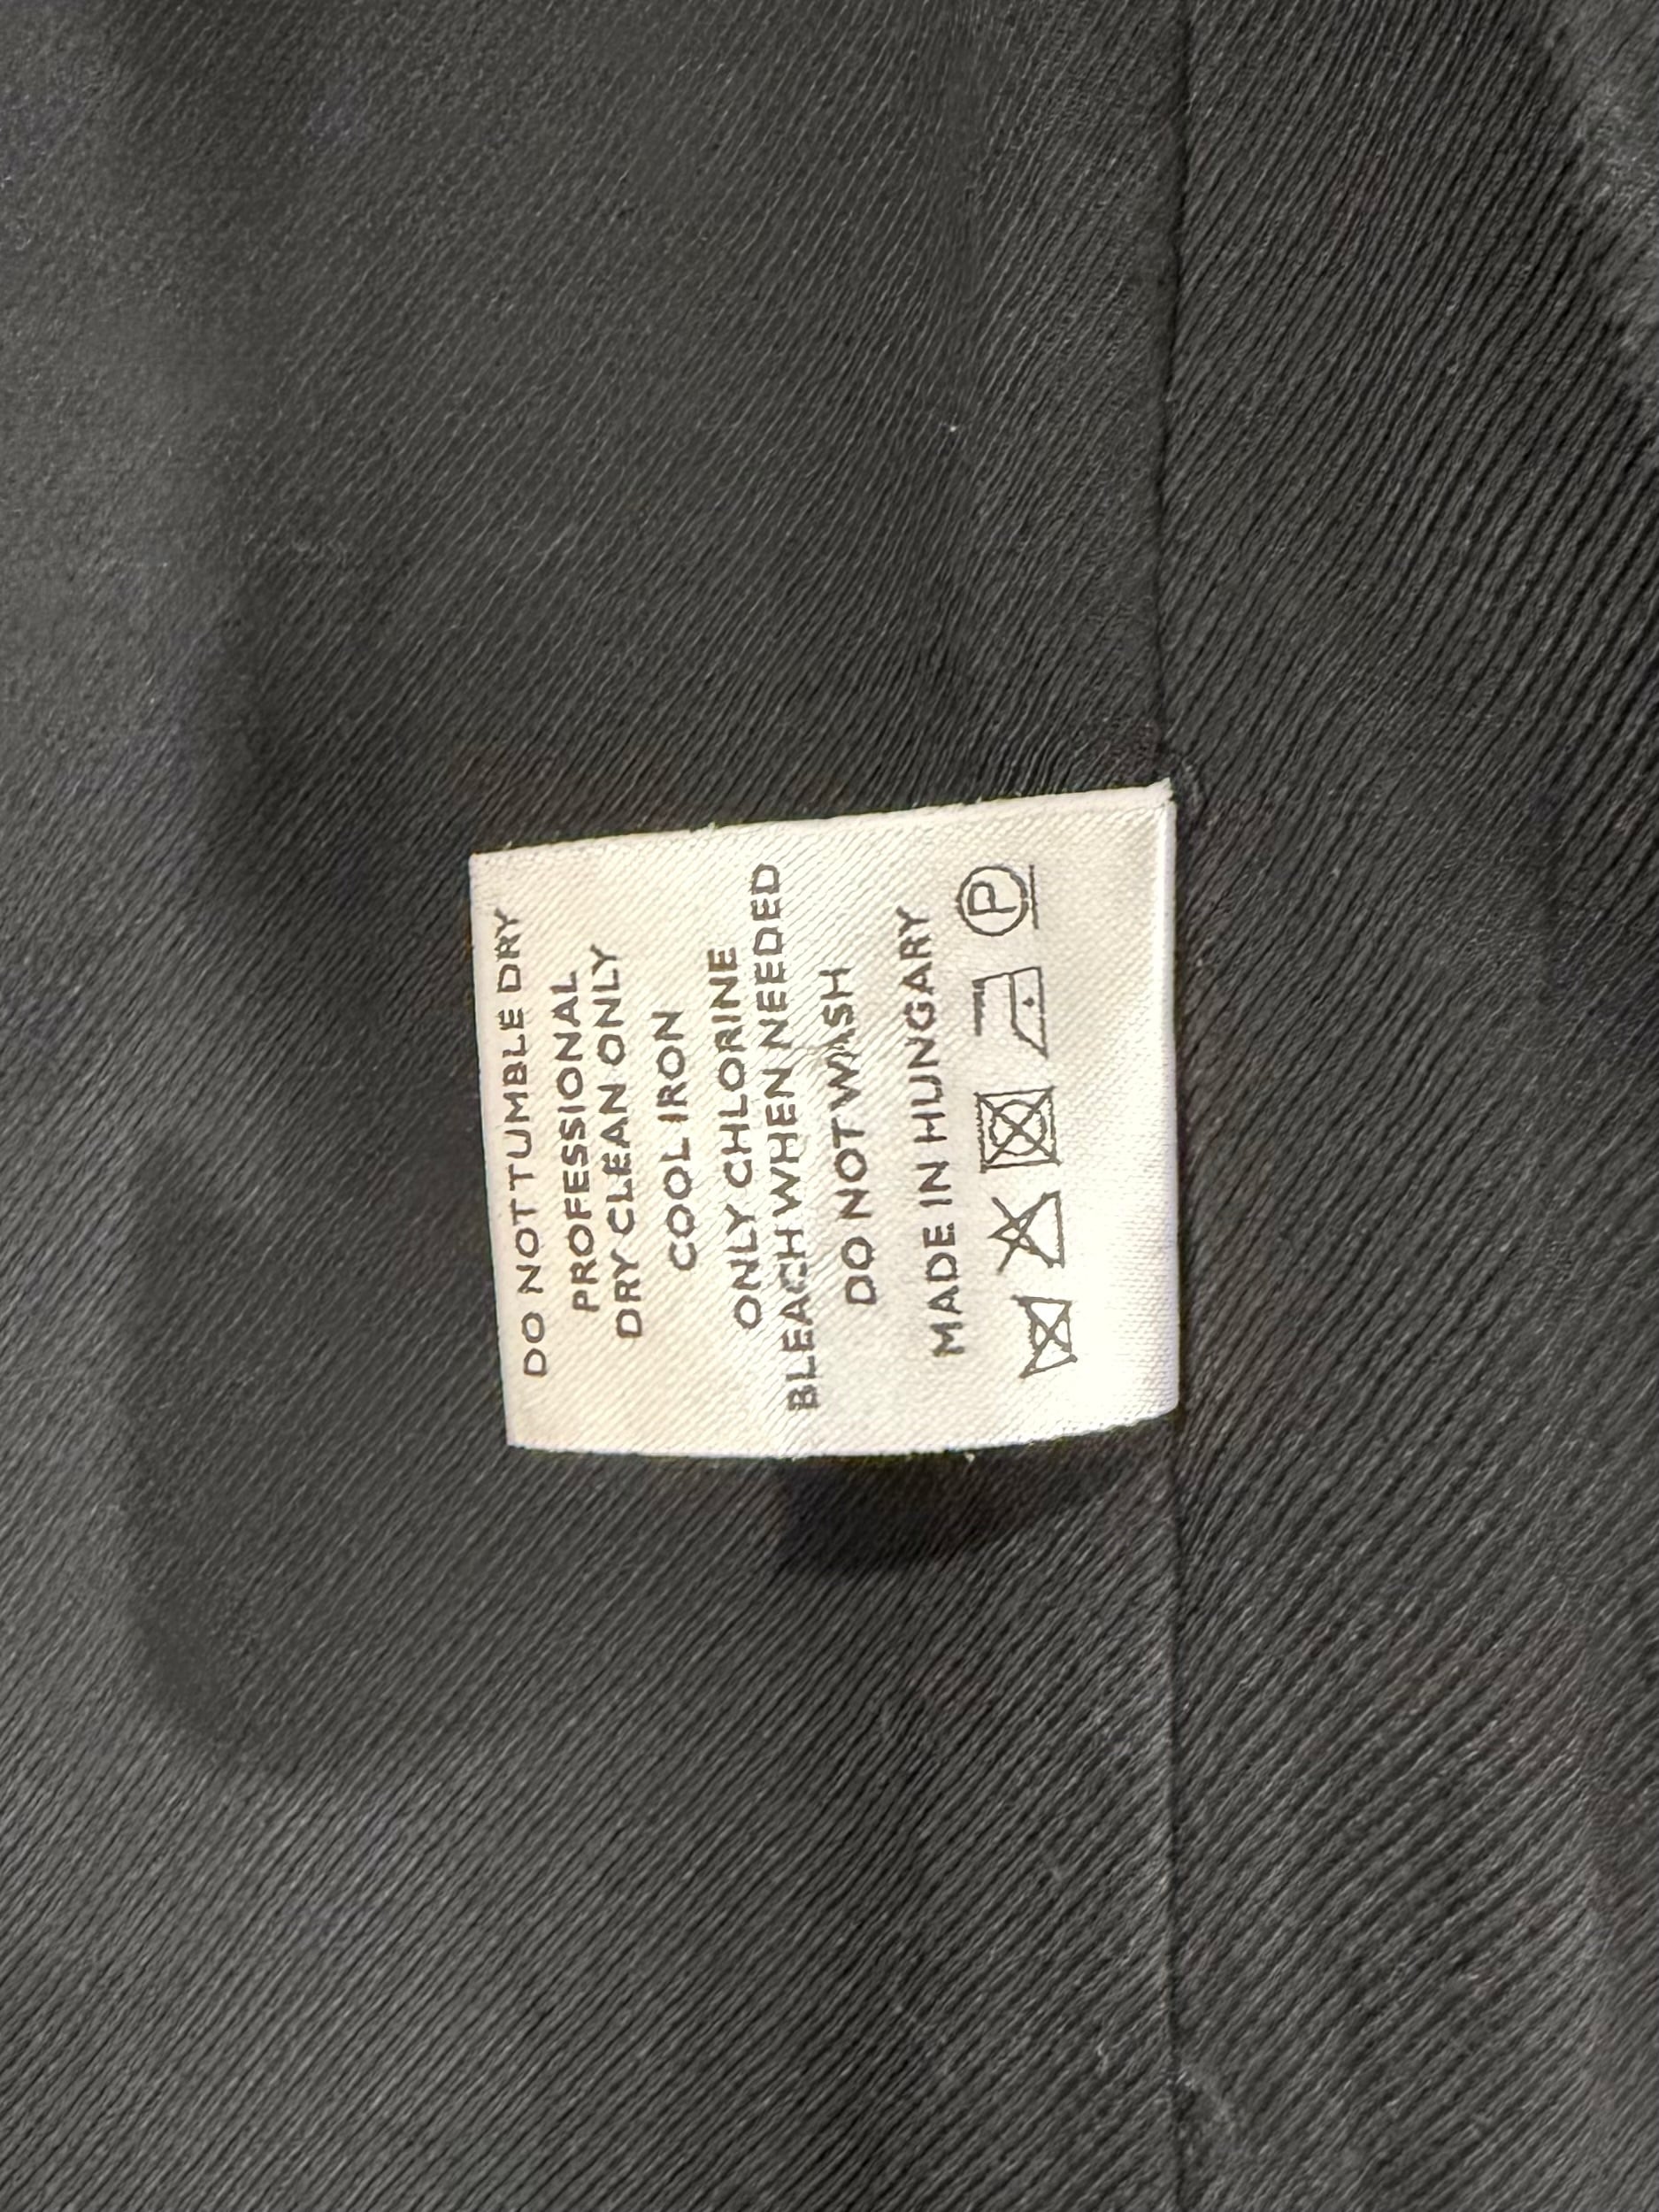 DO NOT TUMBLE DRY
PROFESSIONAL
DRY CLEAN ONLY
COOL IRON
ONLY CHLORINE
BLEACH WHEN NEEDED
DO NOT WASH
MADE IN HUNGARY
P